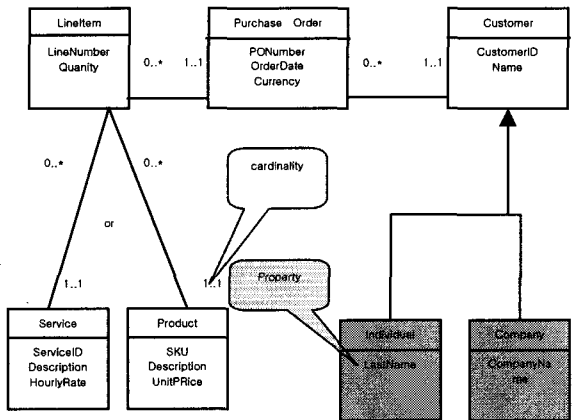 LineItem
LineNumber
Quanity
0..*
1..1
Purchase Order
PONumber
OrderDate
Currency
0..*
1..1
Customer
CustomerID
Name
0..*
0..*
or
cardinality
1..1
1..1
Property
Service
ServiceID
Description
HourlyRate
Product
SKU
Description
UnitPRice
Individual
LastName
Company
CompanyNa
me